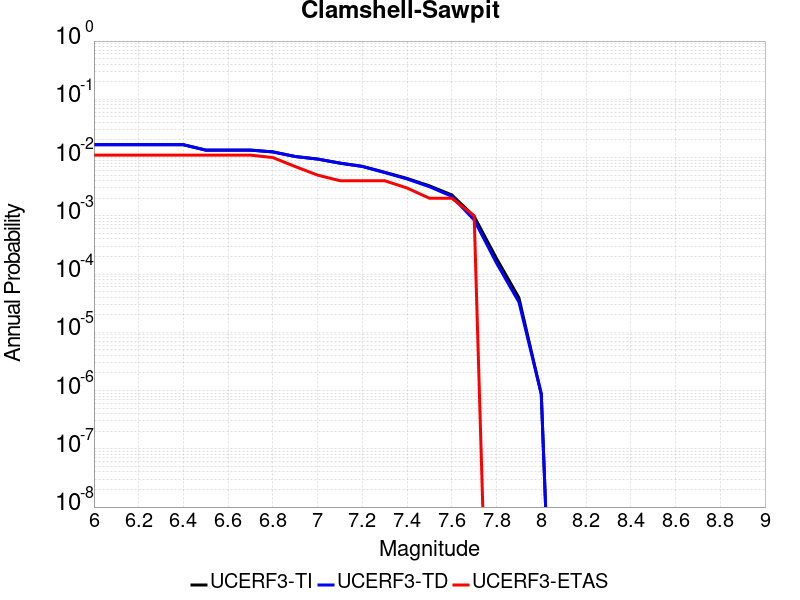 Clamshell-Sawpit
10^0
10^-1
10^-2
10^-3
10^-4
10^-5
10^-6
10^-7
10^-8
Annual Probability
6 6.2 6.4 6.6 6.8 7 7.2 7.4 7.6 7.8 8 8.2 8.4 8.6 8.8 9
Magnitude
UCERF3-TI UCERF3-TD UCERF3-ETAS